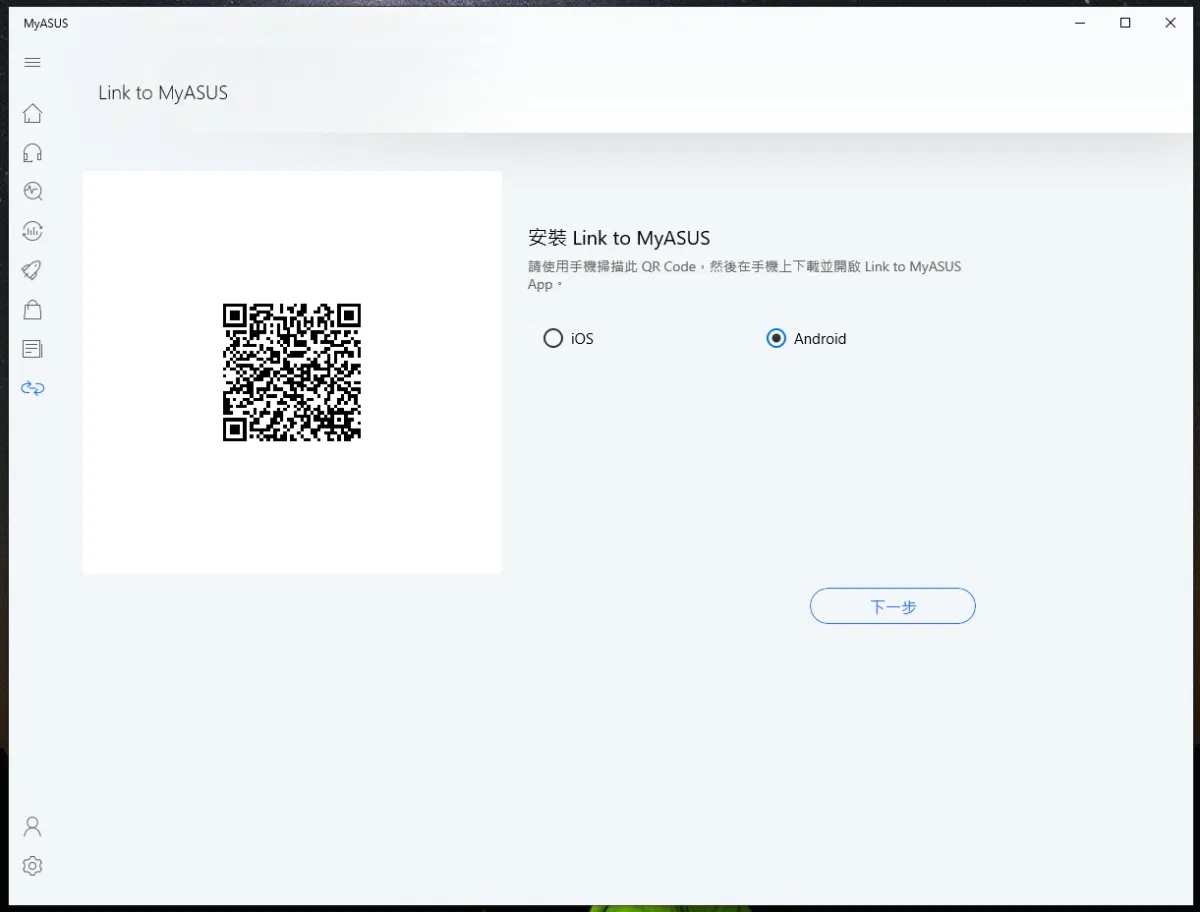 MyASUS
Link to MyASUS
安裝 Link to MyASUS
請使用手機掃描此 QR Code，然後在手機上下載並開啟 Link to MyASUS
App。
iOS
Android
下一步